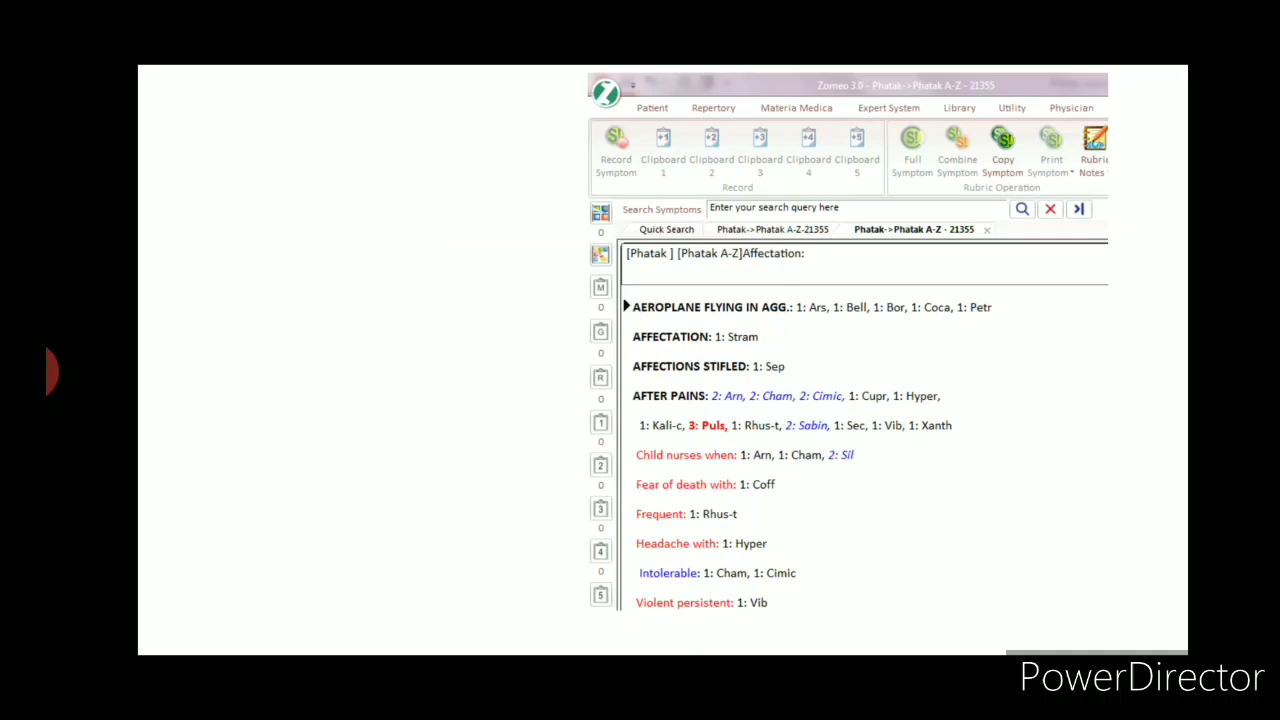 Zomeo 3.0 - Phatak->Phatak A-Z - 21355
Patient Repertory Materia Medica Expert System Library Utility Physician
+1 +2 +3 +4 +5
Record Symptom Clipboard 1 Clipboard 2 Clipboard 3 Clipboard 4 Clipboard 5 Full Symptom Combine Symptom Copy Symptom Print Symptom Rubric Notes
Record Rubric Operation
Search Symptoms Enter your search query here
Quick Search Phatak->Phatak A-Z-21355 Phatak->Phatak A-Z - 21355
0
[Phatak ] [Phatak A-Z]Affectation:
M
0
AEROPLANE FLYING IN AGG.: 1: Ars, 1: Bell, 1: Bor, 1: Coca, 1: Petr
G
AFFECTATION: 1: Stram
0
AFFECTIONS STIFLED: 1: Sep
R
AFTER PAINS: 2: Arn, 2: Cham, 2: Cimic, 1: Cupr, 1: Hyper,
0
1: Kali-c, 3: Puls, 1: Rhus-t, 2: Sabin, 1: Sec, 1: Vib, 1: Xanth
1
0
Child nurses when: 1: Arn, 1: Cham, 2: Sil
2
Fear of death with: 1: Coff
0
Frequent: 1: Rhus-t
3
0
Headache with: 1: Hyper
4
0
Intolerable: 1: Cham, 1: Cimic
5
Violent persistent: 1: Vib
PowerDirector